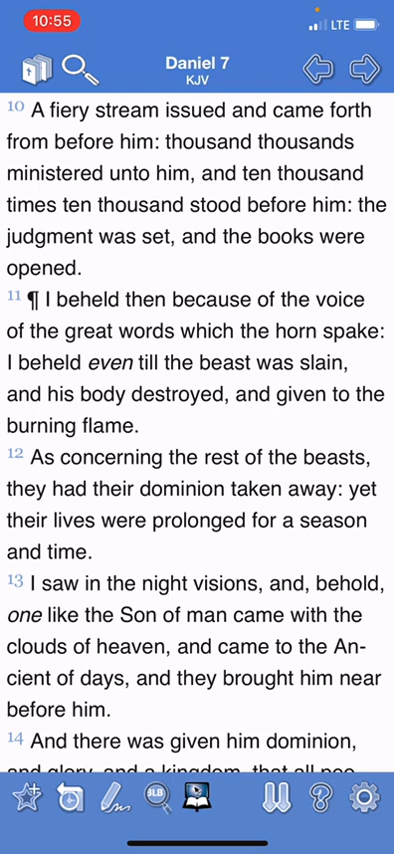 10:55
LTE
Daniel 7
KJV
10 A fiery stream issued and came forth
from before him: thousand thousands
ministered unto him, and ten thousand
times ten thousand stood before him: the
judgment was set, and the books were
opened.
11 ¶ I beheld then because of the voice
of the great words which the horn spake:
I beheld even till the beast was slain,
and his body destroyed, and given to the
burning flame.
12 As concerning the rest of the beasts,
they had their dominion taken away: yet
their lives were prolonged for a season
and time.
13 I saw in the night visions, and, behold,
one like the Son of man came with the
clouds of heaven, and came to the An-
cient of days, and they brought him near
before him.
14 And there was given him dominion,
and glory, and a kingdom, that all peo-
BLB
?